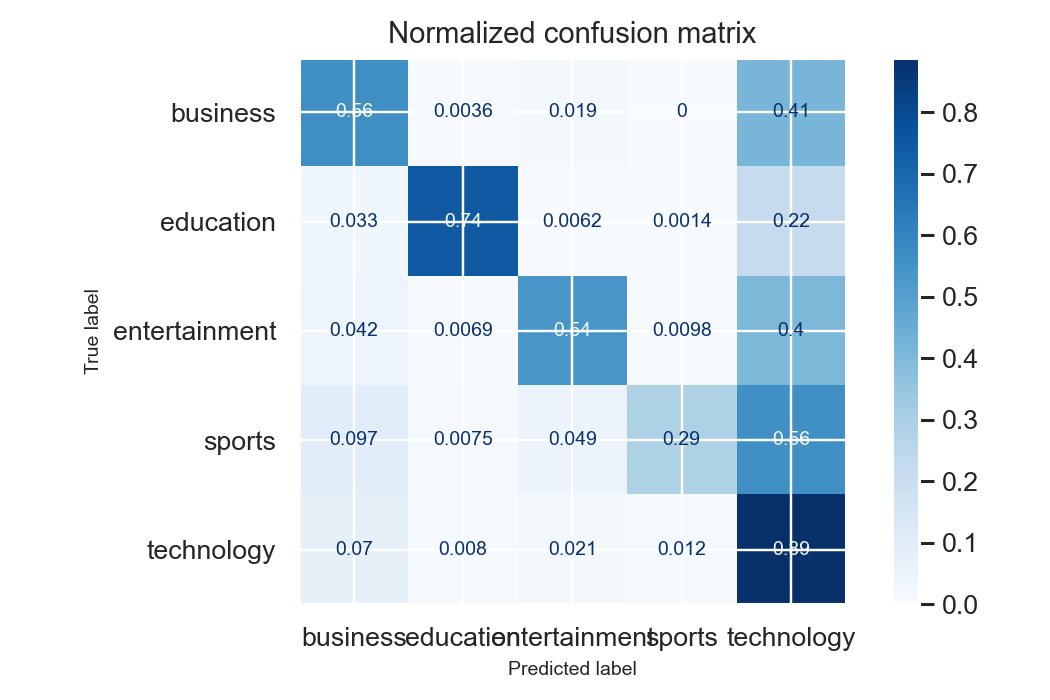 Normalized confusion matrix
business 0.56 0.0036 0.019 0 0.41
education 0.033 0.74 0.0062 0.0014 0.22
entertainment 0.042 0.0069 0.54 0.0098 0.4
sports 0.097 0.0075 0.049 0.29 0.56
technology 0.07 0.008 0.021 0.012 0.89
True label
business education entertainment sports technology
Predicted label
0.8
0.7
0.6
0.5
0.4
0.3
0.2
0.1
0.0